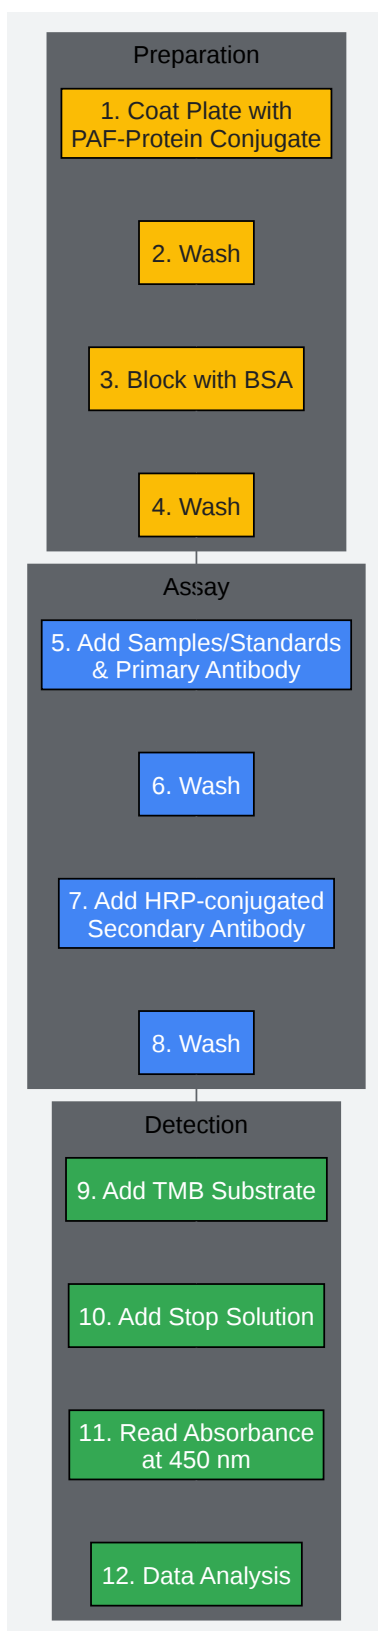 Preparation
1. Coat Plate with
PAF-Protein Conjugate
2. Wash
3. Block with BSA
4. Wash
Assay
5. Add Samples/Standards
& Primary Antibody
6. Wash
7. Add HRP-conjugated
Secondary Antibody
8. Wash
Detection
9. Add TMB Substrate
10. Add Stop Solution
11. Read Absorbance
at 450 nm
12. Data Analysis